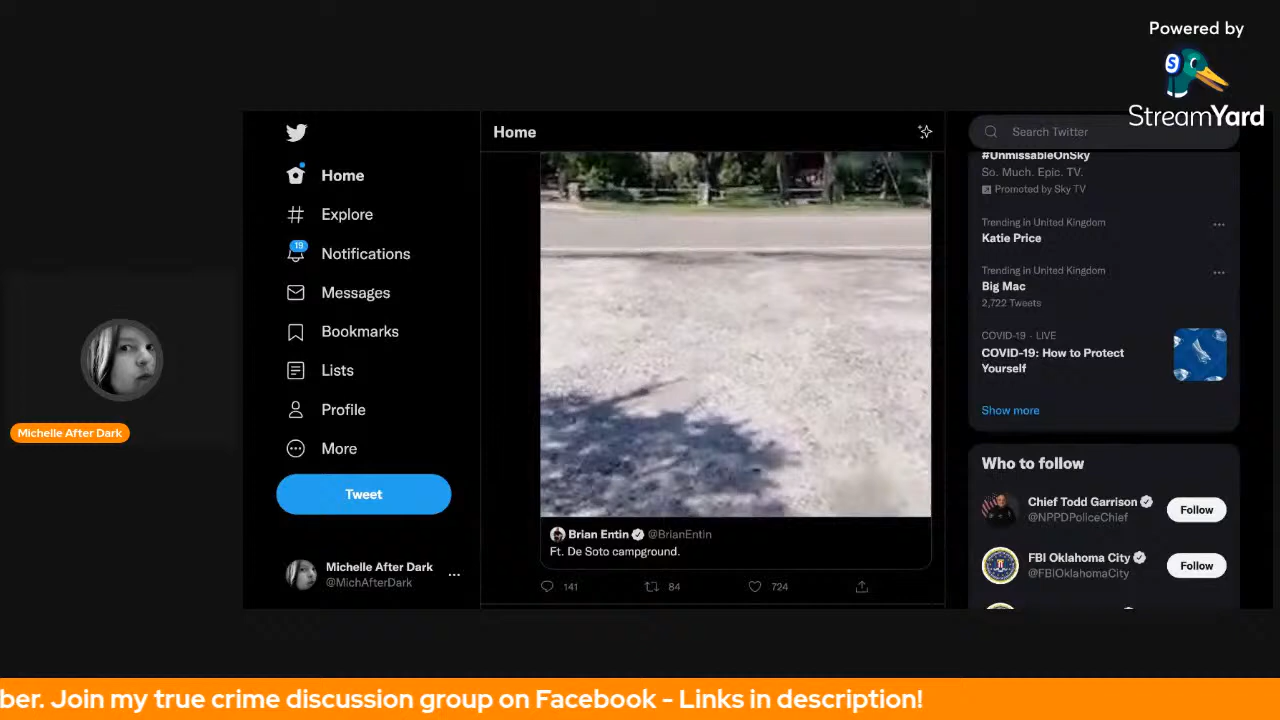 Powered by
S
StreamYard
Home
Explore
19
Notifications
Messages
Bookmarks
Lists
Profile
More
Tweet
Michelle After Dark
@MichAfterDark
Home
Brian Entin @BrianEntin
Ft. De Soto campground.
141
84
724
Search Twitter
#UnmissableOnSky
So. Much. Epic. TV.
Promoted by Sky TV
Trending in United Kingdom
Katie Price
Trending in United Kingdom
Big Mac
2,722 Tweets
COVID-19 · LIVE
COVID-19: How to Protect
Yourself
Show more
Who to follow
Chief Todd Garrison
@NPPDPoliceChief
Follow
FBI Oklahoma City
@FBIOklahomaCity
Follow
Michelle After Dark
ber. Join my true crime discussion group on Facebook - Links in description!